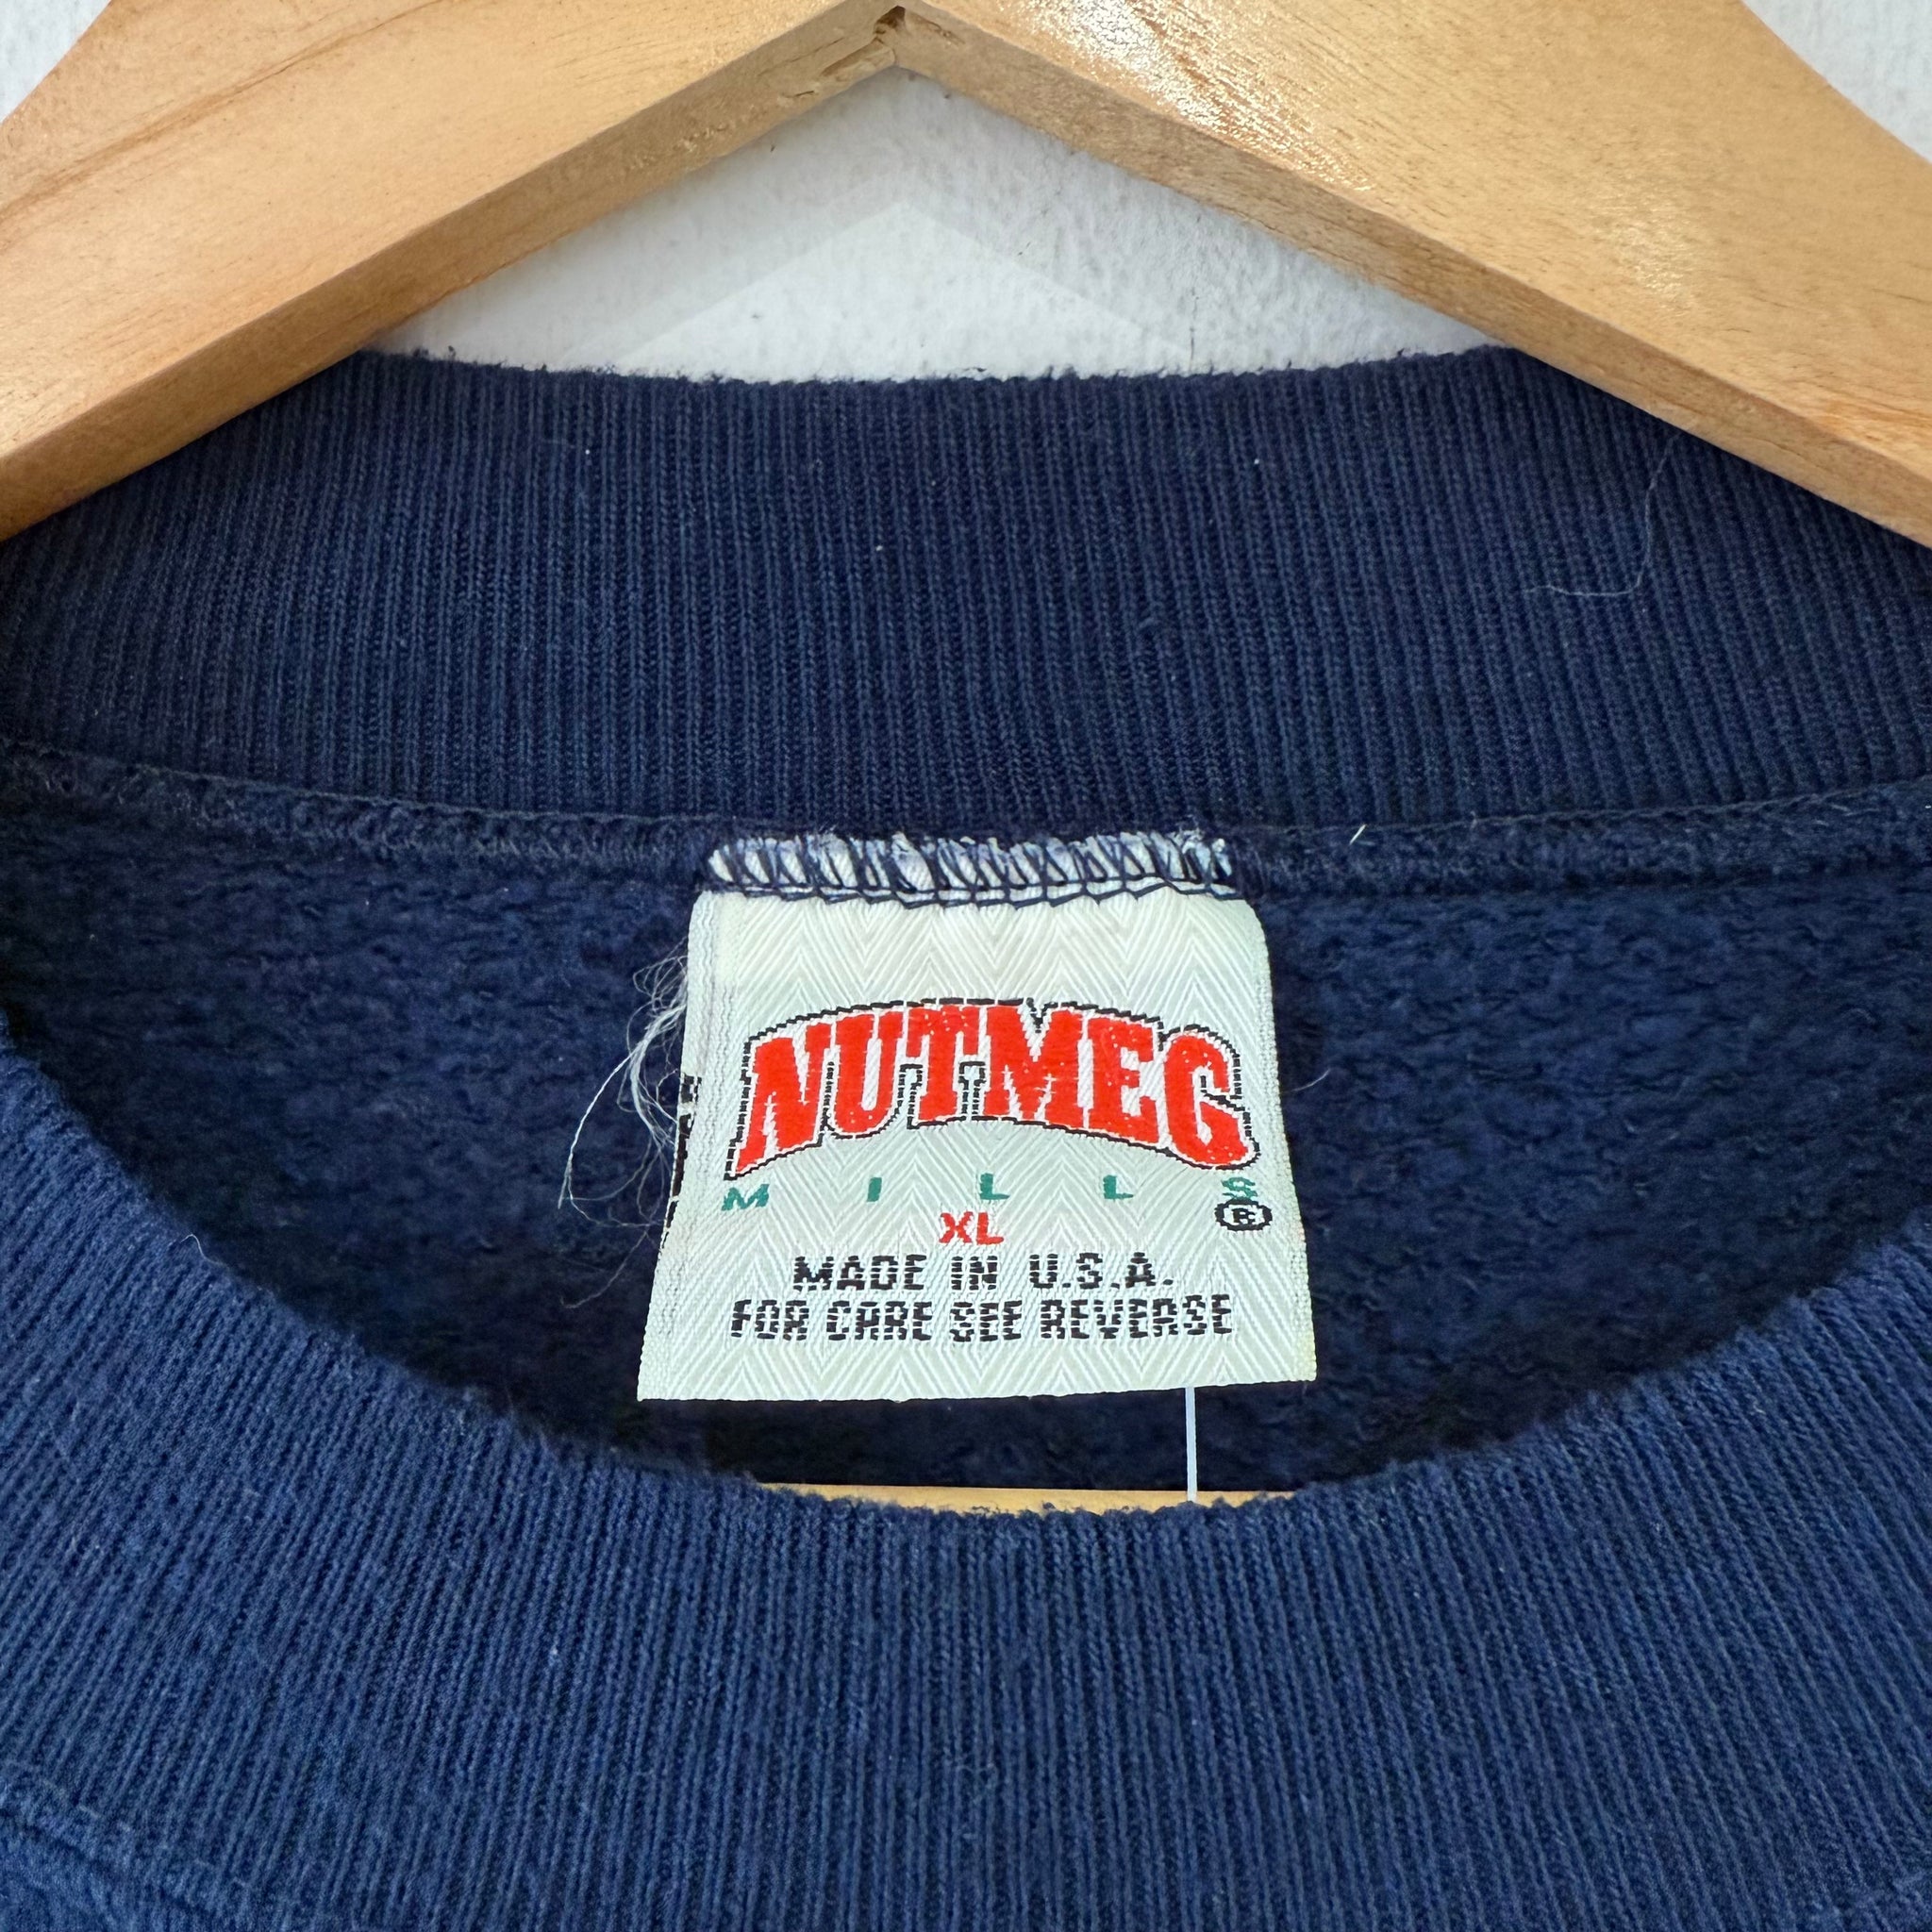 NUTMEG
MILLS
®
XL
MADE IN U.S.A.
FOR CARE SEE REVERSE